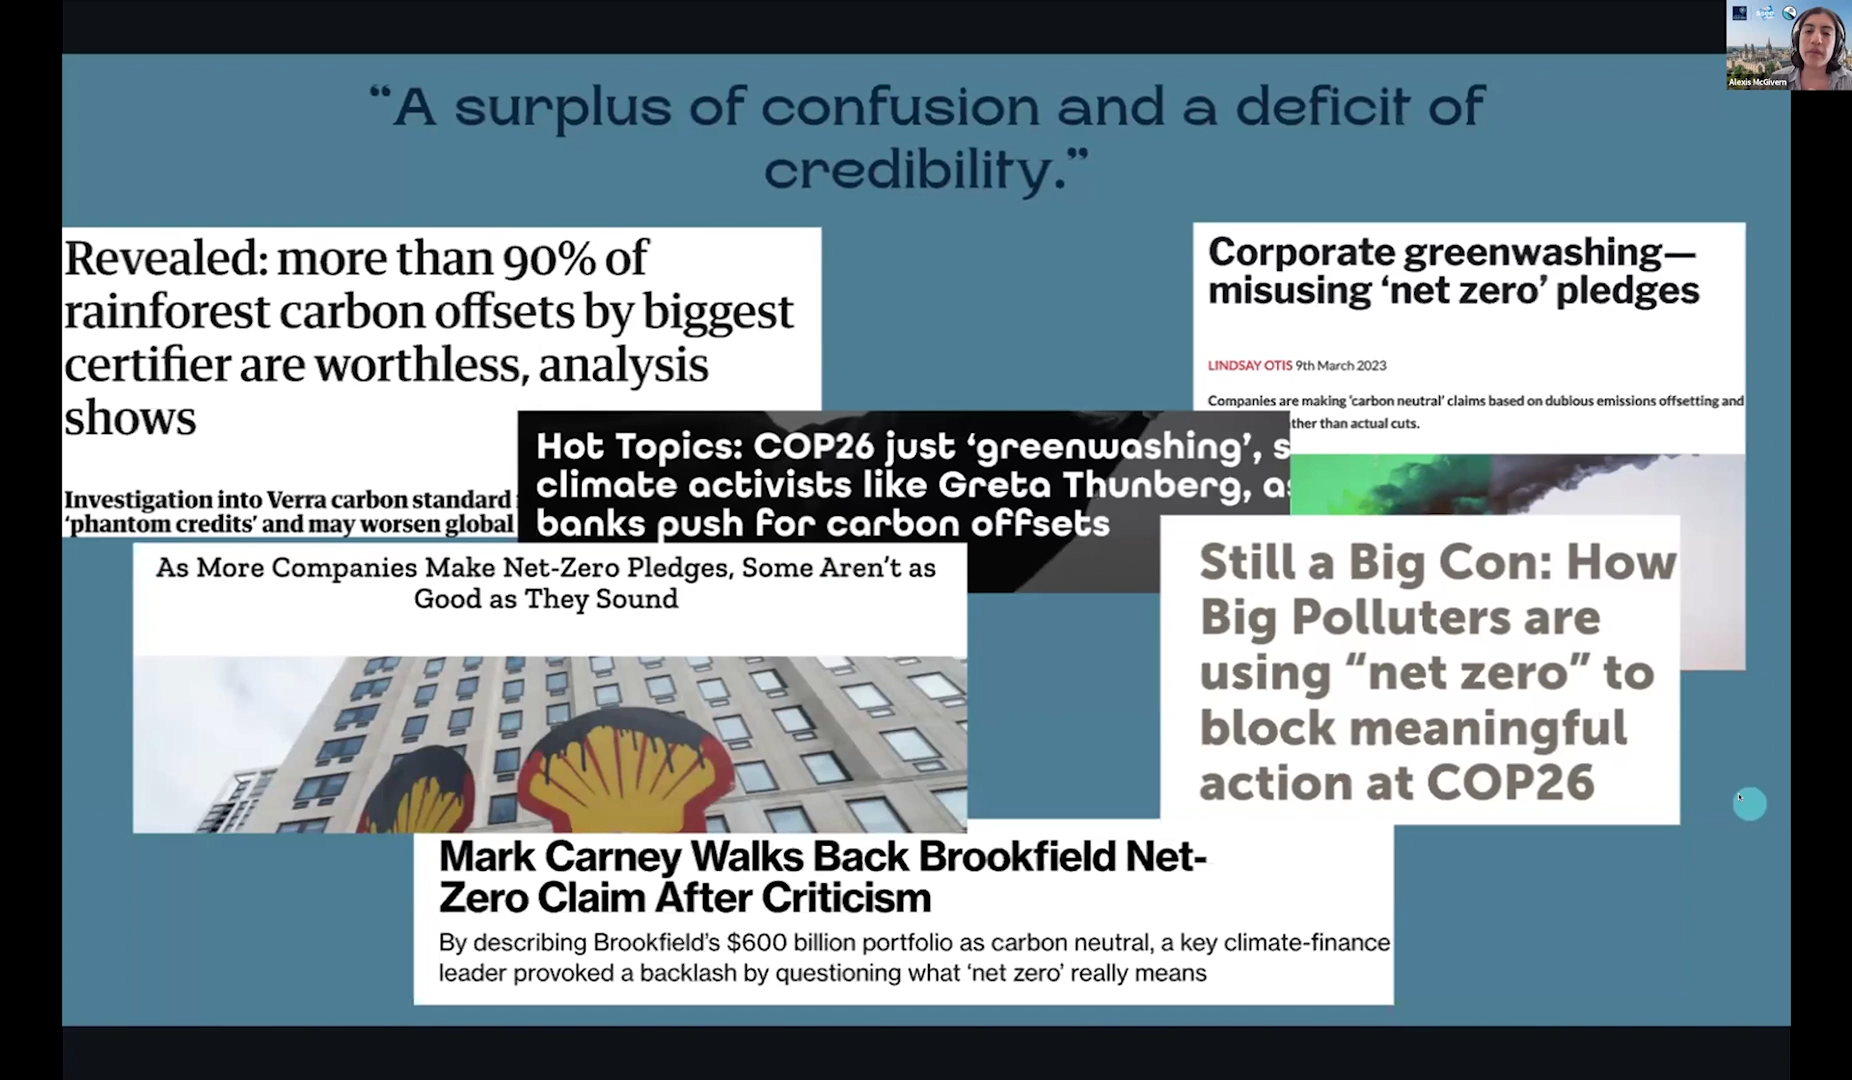 “A surplus of confusion and a deficit of
credibility.”
Revealed: more than 90% of
rainforest carbon offsets by biggest
certifier are worthless, analysis
shows
Investigation into Verra carbon standard
‘phantom credits’ and may worsen global
Corporate greenwashing—
misusing ‘net zero’ pledges
LINDSAY OTIS 9th March 2023
Companies are making ‘carbon neutral’ claims based on dubious emissions offsetting and
ther than actual cuts.
Hot Topics: COP26 just ‘greenwashing’, s
climate activists like Greta Thunberg, as
banks push for carbon offsets
As More Companies Make Net-Zero Pledges, Some Aren’t as
Good as They Sound
Still a Big Con: How
Big Polluters are
using “net zero” to
block meaningful
action at COP26
Mark Carney Walks Back Brookfield Net-
Zero Claim After Criticism
By describing Brookfield’s $600 billion portfolio as carbon neutral, a key climate-finance
leader provoked a backlash by questioning what ‘net zero’ really means
Alexis McGivern